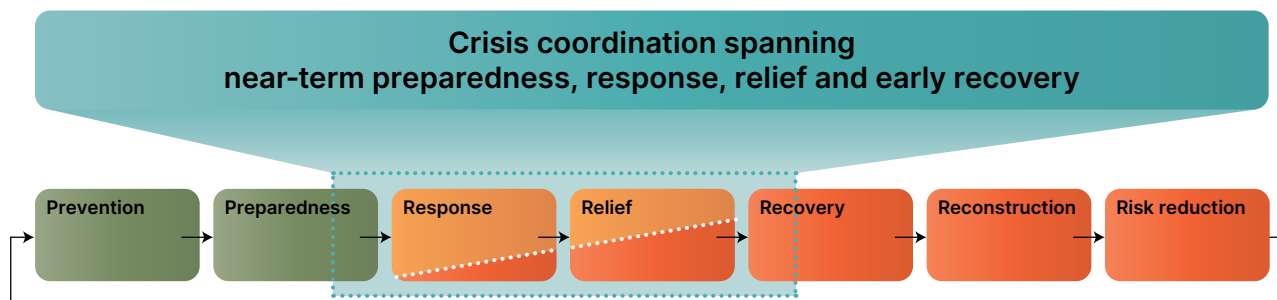 Crisis coordination spanning
near-term preparedness, response, relief and early recovery
Prevention
Preparedness
Response
Relief
Recovery
Reconstruction
Risk reduction